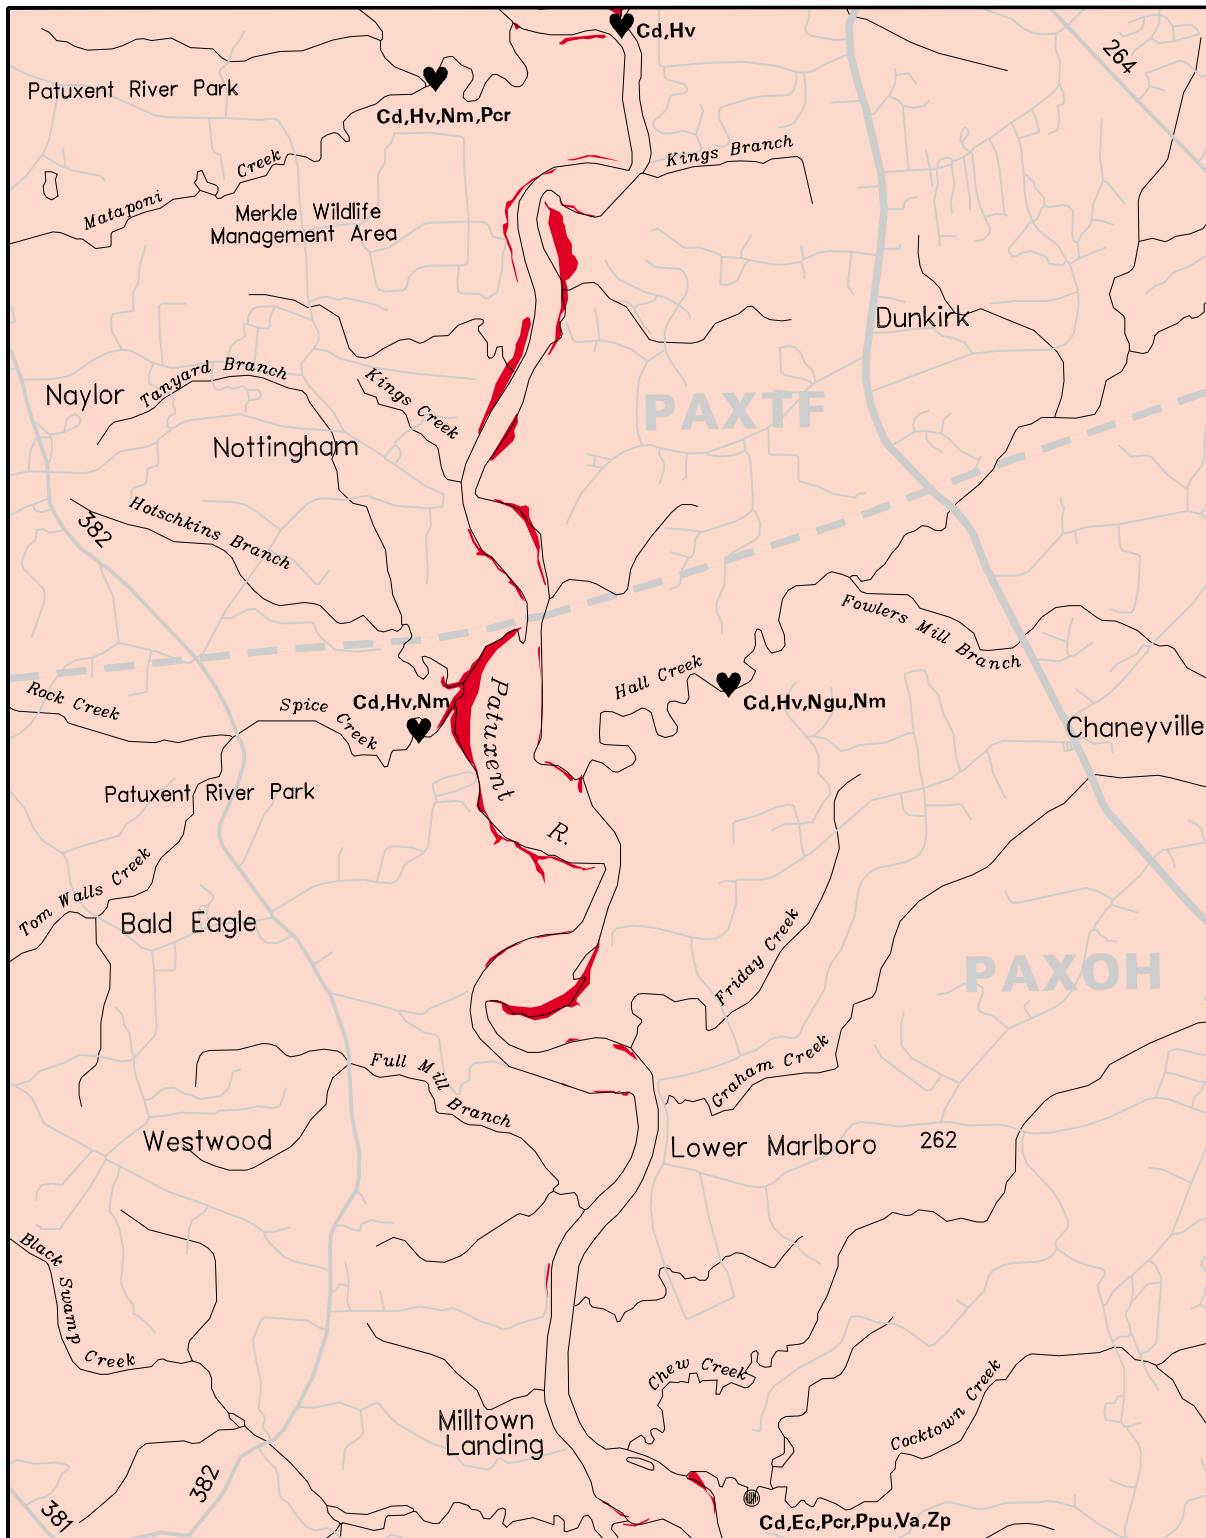 Cd,Hv
264
Patuxent River Park
Cd,Hv,Nm,Pcr
Kings Branch
Mataponi Creek
Merkle Wildlife
Management Area
Dunkirk
Naylor
Tanyard Branch
Kings Creek
PAXTF
Nottingham
Hotschkins Branch
382
Fowlers Mill Branch
Hall Creek
Rock Creek
Spice Creek
Cd,Hv,Nm
Cd,Hv,Ngu,Nm
Patuxent R.
Chaneyville
Patuxent River Park
Tom Walls Creek
Bald Eagle
Friday Creek
PAXOH
Graham Creek
Full Mill Branch
Westwood
Lower Marlboro
262
Black Swamp Creek
Chew Creek
Cocktown Creek
Milltown
Landing
382
381
Cd,Ec,Pcr,Ppu,Va,Zp